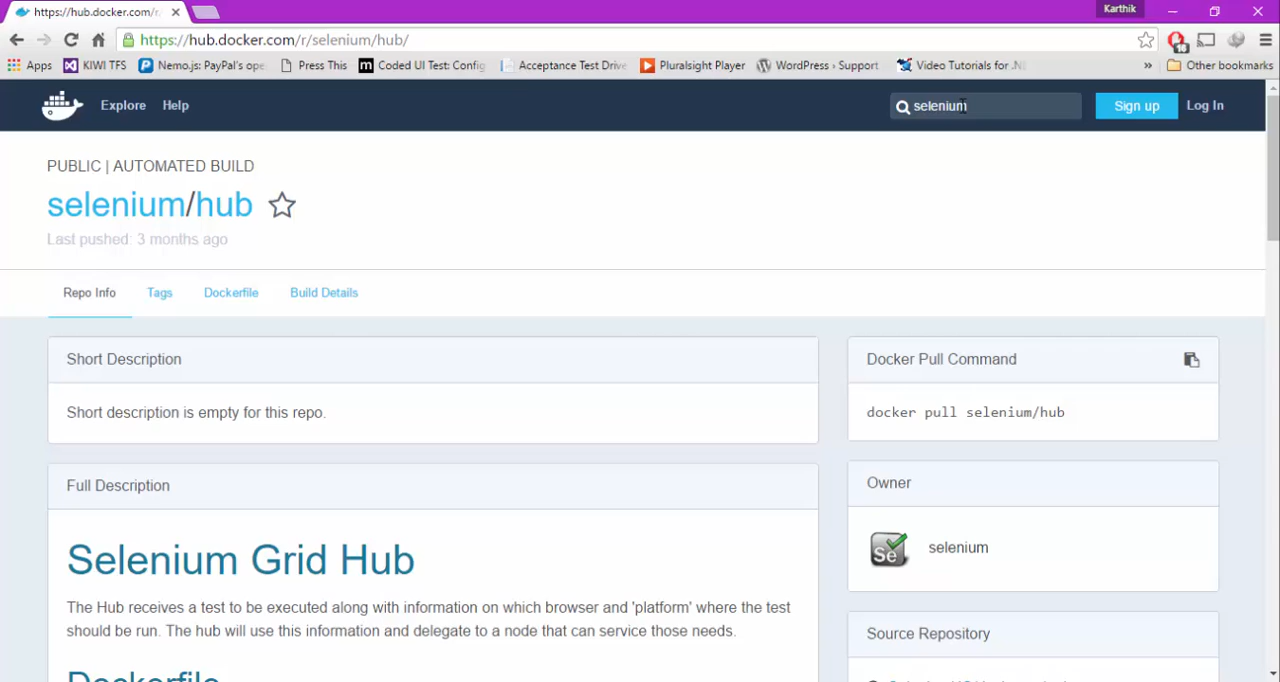 Karthik
https://hub.docker.com/r/
https://hub.docker.com/r/selenium/hub/
Apps KIWI TFS Nemo.js: PayPal's ope Press This Coded UI Test: Config Acceptance Test Drive Pluralsight Player WordPress › Support Video Tutorials for .NE » Other bookmarks
Explore Help selenium Sign up Log In
PUBLIC | AUTOMATED BUILD
selenium/hub
Last pushed: 3 months ago
Repo Info Tags Dockerfile Build Details
Short Description
Short description is empty for this repo.
Docker Pull Command
docker pull selenium/hub
Full Description
Selenium Grid Hub
The Hub receives a test to be executed along with information on which browser and 'platform' where the test
should be run. The hub will use this information and delegate to a node that can service those needs.
Dockerfile
Owner
Se selenium
Source Repository